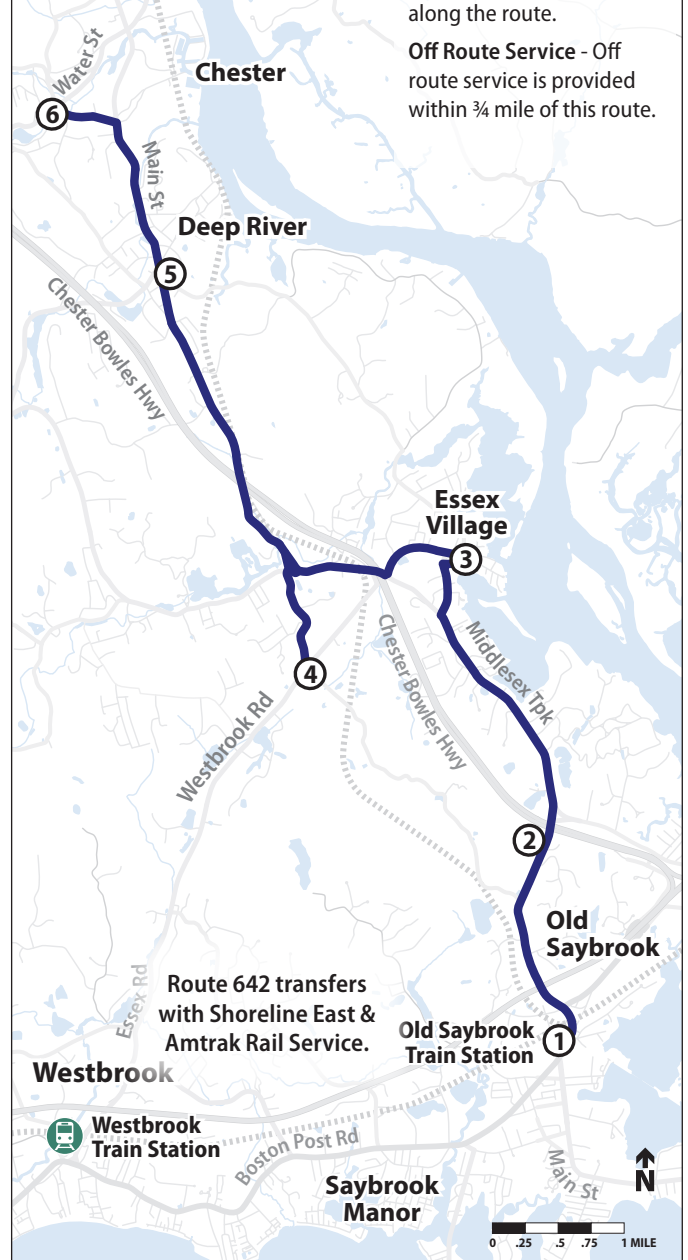 along the route.
Off Route Service - Off
route service is provided
within ¾ mile of this route.
Water St
Chester
6
Main St
Deep River
5
Chester Bowles Hwy
Essex
Village
3
Middlesex Tpk
Chester Bowles Hwy
4
Westbrook Rd
2
Old
Saybrook
Essex Rd
Route 642 transfers
with Shoreline East &
Amtrak Rail Service.
Old Saybrook
Train Station
1
Westbrook
Westbrook
Train Station
Boston Post Rd
Main St
Saybrook
Manor
N
0 .25 .5 .75 1 MILE